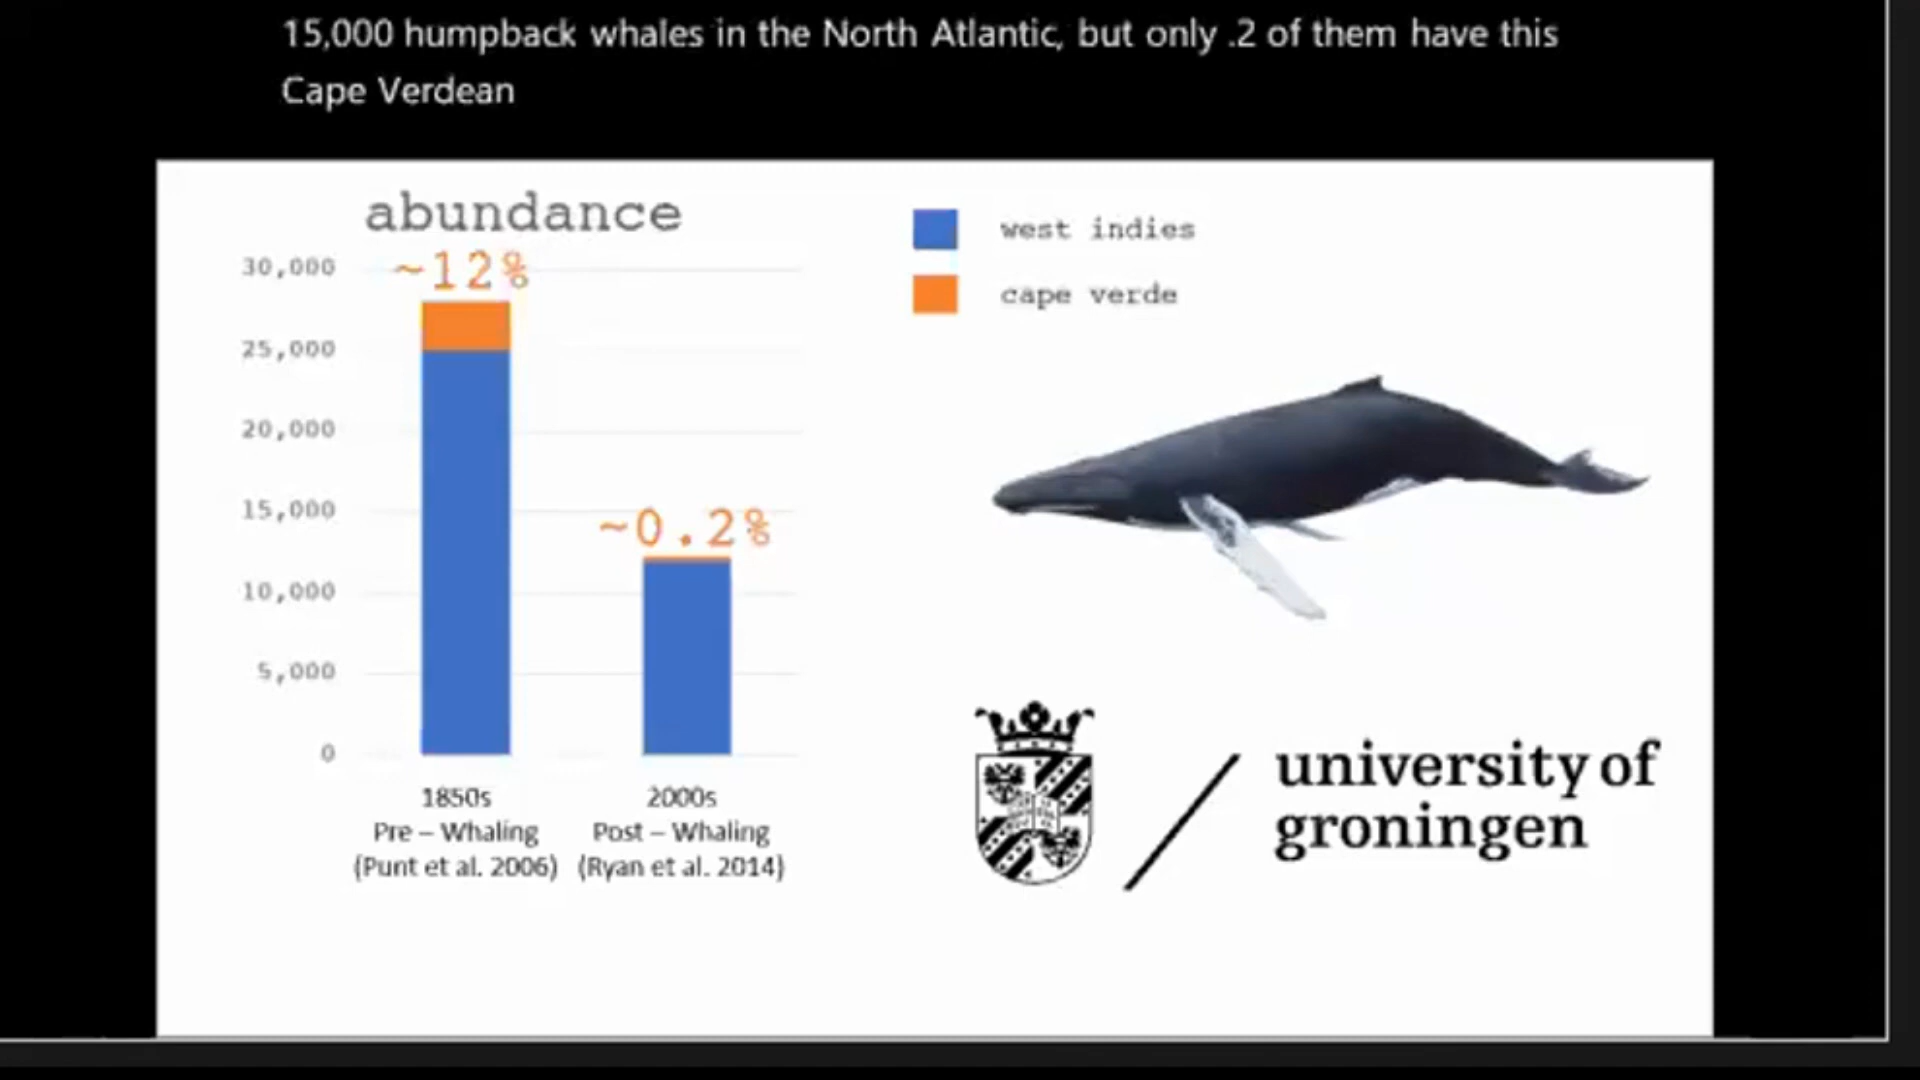 15,000 humpback whales in the North Atlantic, but only .2 of them have this
Cape Verdean
abundance
30,000
~12%
25,000
20,000
15,000
~0.2%
10,000
5,000
0
1850s
Pre – Whaling
(Punt et al. 2006)
2000s
Post – Whaling
(Ryan et al. 2014)
west indies
cape verde
university of
groningen